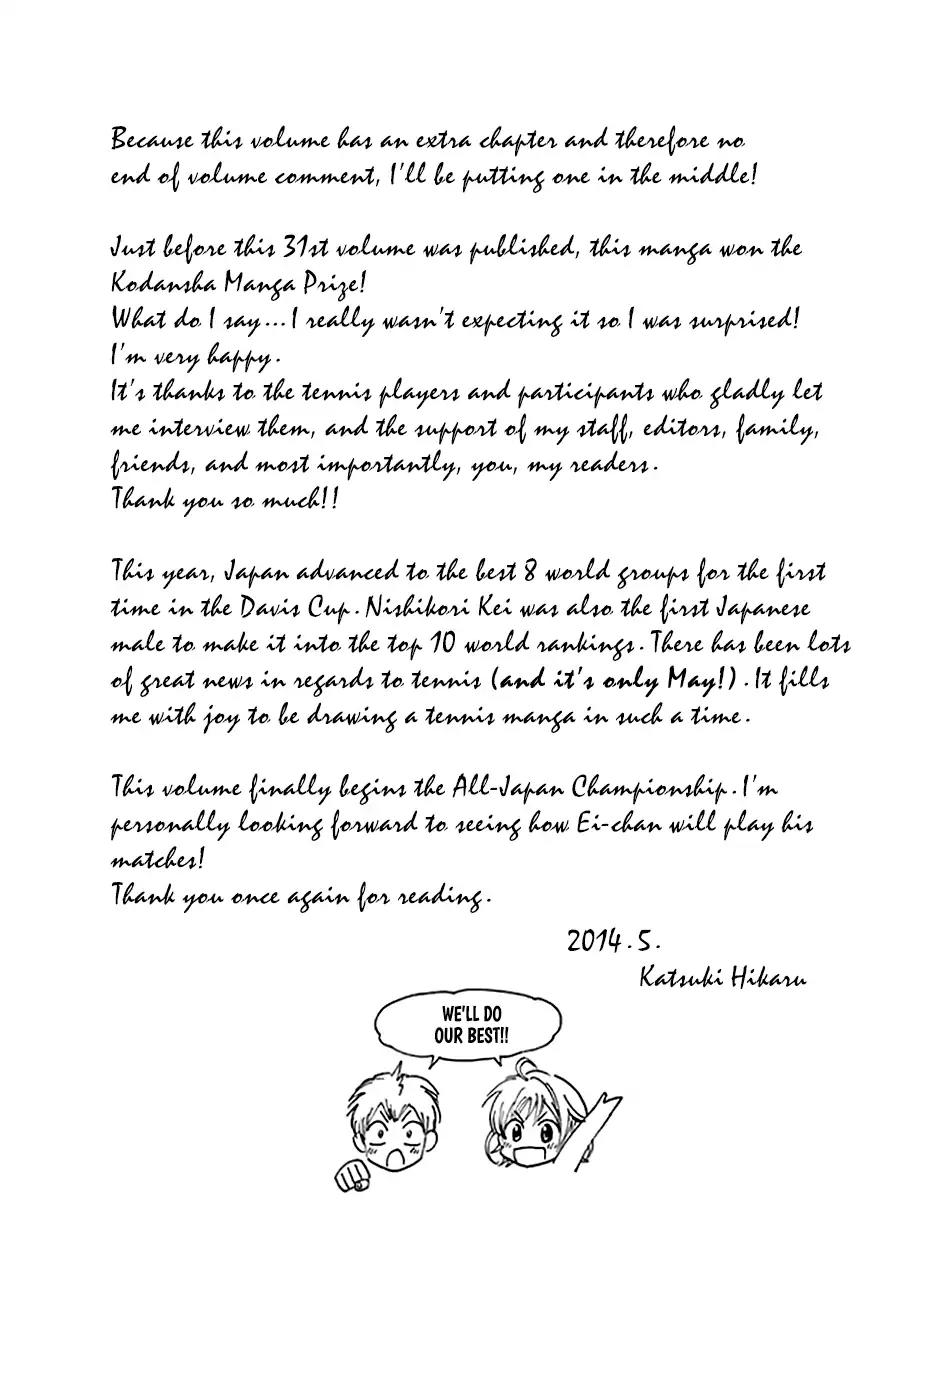 Because this volume has an extra chapter and therefore no
end of volume comment, I'll be putting one in the middle!
Just before this 31st volume was published, this manga won the
Kodansha Manga Prize!
What do I say...I really wasn't expecting it so I was surprised!
I'm very happy.
It's thanks to the tennis players and participants who gladly let
me interview them, and the support of my staff, editors, family,
friends, and most importantly, you, my readers.
Thank you so much!!
This year, Japan advanced to the best 8 world groups for the first
time in the Davis Cup. Nishikori Kei was also the first Japanese
male to make it into the top 10 world rankings. There has been lots
of great news in regards to tennis (and it's only May!). It fills
me with joy to be drawing a tennis manga in such a time.
This volume finally begins the All-Japan Championship. I'm
personally looking forward to seeing how Ei-chan will play his
matches!
Thank you once again for reading.
2014.5.
Katsuki Hikaru
WE'LL DO
OUR BEST!!